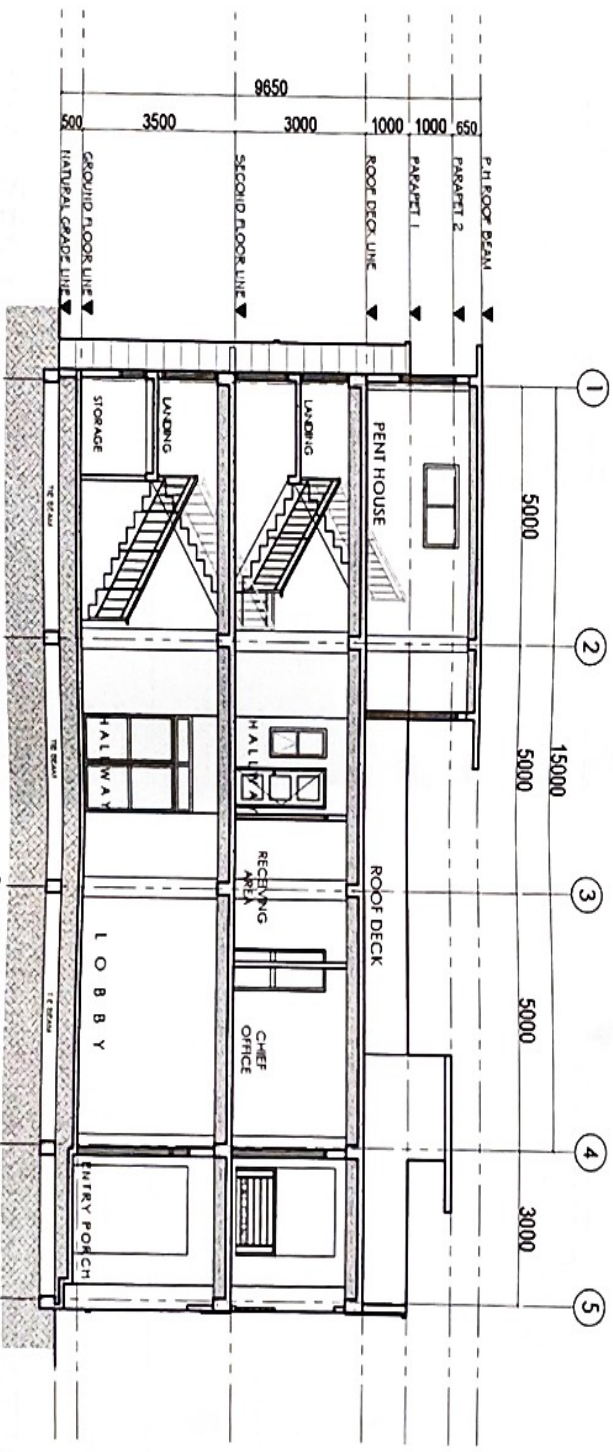 1
2
3
4
5
15000
5000
5000
5000
3000
P.H ROOF BEAM
PARAPET 2
PARAPET 1
ROOF DECK LINE
SECOND FLOOR LINE
GROUND FLOOR LINE
NATURAL GRADE LINE
9650
650
1000
1000
3000
3500
500
PENT HOUSE
ROOF DECK
LANDING
HALLWAY
RECEIVING
AREA
CHIEF
OFFICE
LANDING
STORAGE
HALLWAY
LOBBY
ENTRY PORCH
TIE BEAM
TIE BEAM
TIE BEAM